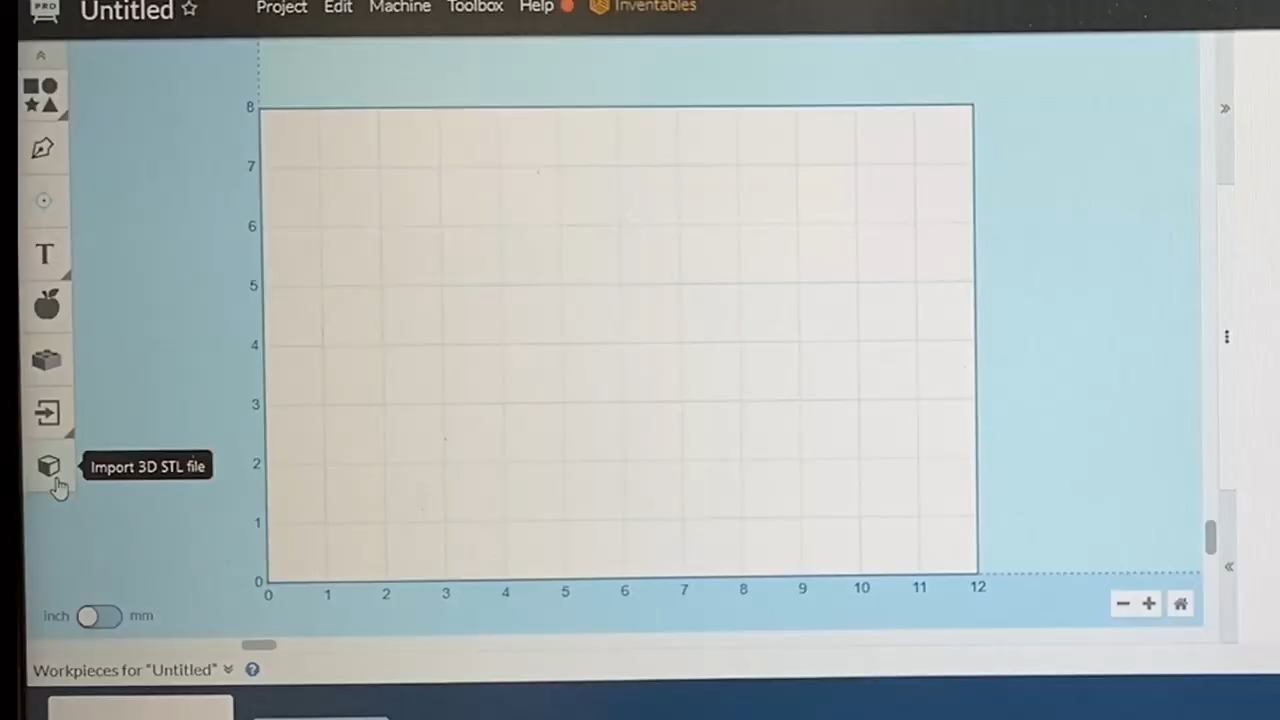 PRO
Untitled
Project Edit Machine Toolbox Help Inventables
T
8
7
6
5
4
3
2
1
0
0 1 2 3 4 5 6 7 8 9 10 11 12
Import 3D STL file
inch mm
Workpieces for "Untitled" ?